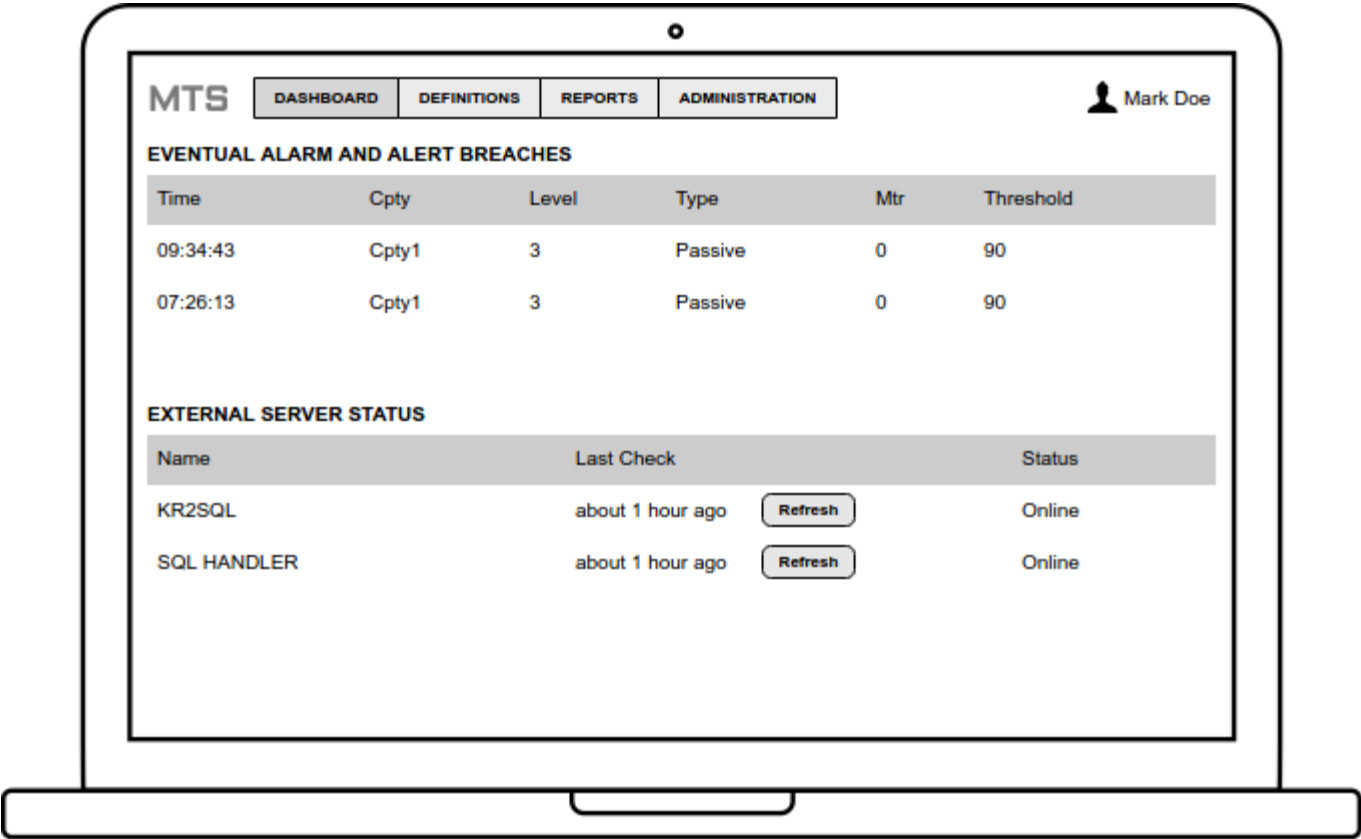 MTS DASHBOARD DEFINITIONS REPORTS ADMINISTRATION Mark Doe
EVENTUAL ALARM AND ALERT BREACHES
Time Cpty Level Type Mtr Threshold
09:34:43 Cpty1 3 Passive 0 90
07:26:13 Cpty1 3 Passive 0 90
EXTERNAL SERVER STATUS
Name Last Check Status
KR2SQL about 1 hour ago Refresh Online
SQL HANDLER about 1 hour ago Refresh Online